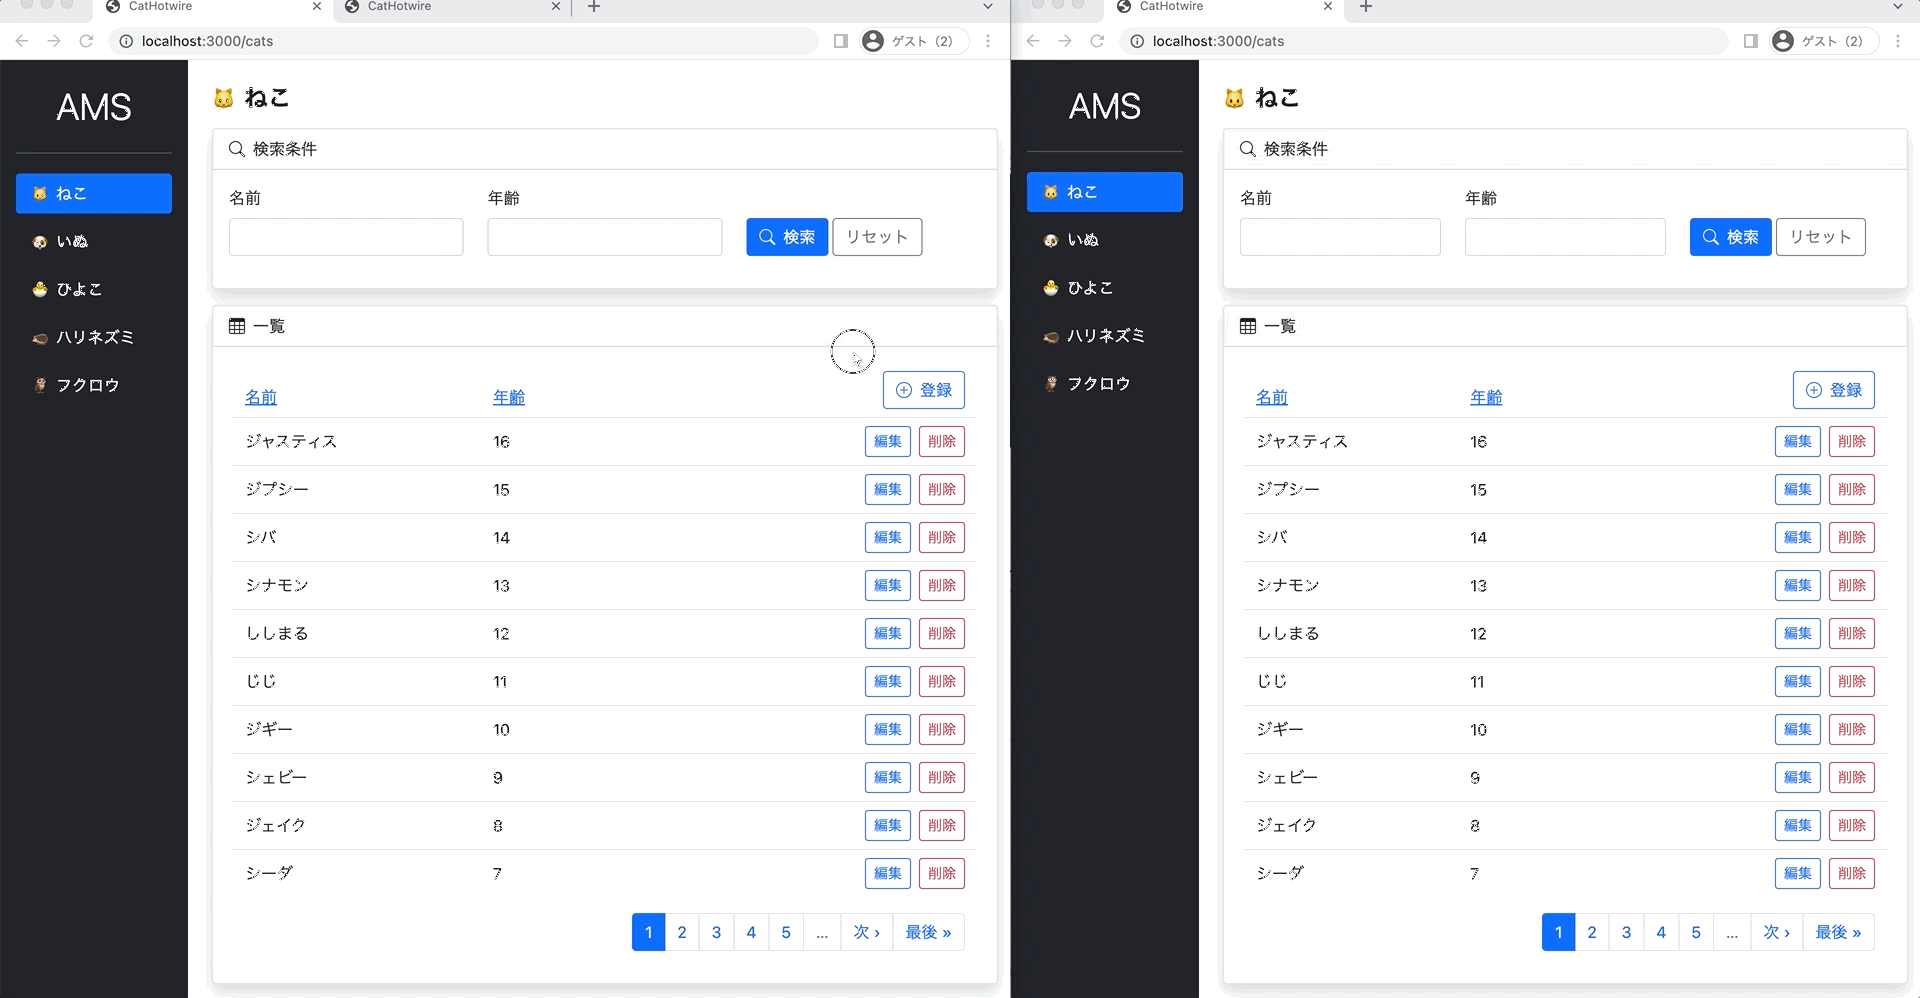 CatHotwire
CatHotwire
localhost:3000/cats
ゲスト (2)
AMS
ねこ
いぬ
ひよこ
ハリネズミ
フクロウ
ねこ
検索条件
名前 年齢
検索 リセット
一覧
名前 年齢 登録
ジャスティス 16 編集 削除
ジプシー 15 編集 削除
シバ 14 編集 削除
シナモン 13 編集 削除
ししまる 12 編集 削除
じじ 11 編集 削除
ジギー 10 編集 削除
シェビー 9 編集 削除
ジェイク 8 編集 削除
シーダ 7 編集 削除
1 2 3 4 5 ... 次 › 最後 »
CatHotwire
localhost:3000/cats
ゲスト (2)
AMS
ねこ
いぬ
ひよこ
ハリネズミ
フクロウ
ねこ
検索条件
名前 年齢
検索 リセット
一覧
名前 年齢 登録
ジャスティス 16 編集 削除
ジプシー 15 編集 削除
シバ 14 編集 削除
シナモン 13 編集 削除
ししまる 12 編集 削除
じじ 11 編集 削除
ジギー 10 編集 削除
シェビー 9 編集 削除
ジェイク 8 編集 削除
シーダ 7 編集 削除
1 2 3 4 5 ... 次 › 最後 »